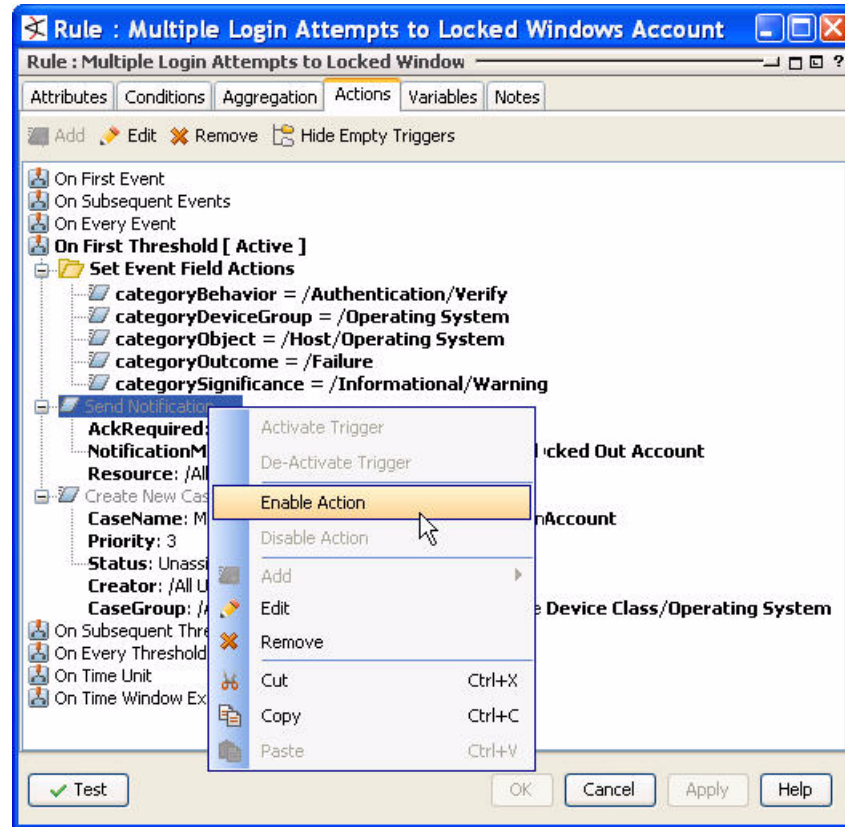 Rule : Multiple Login Attempts to Locked Windows Account
Rule : Multiple Login Attempts to Locked Window
Attributes Conditions Aggregation Actions Variables Notes
Add Edit Remove Hide Empty Triggers
On First Event
On Subsequent Events
On Every Event
On First Threshold [ Active ]
Set Event Field Actions
categoryBehavior = /Authentication/Verify
categoryDeviceGroup = /Operating System
categoryObject = /Host/Operating System
categoryOutcome = /Failure
categorySignificance = /Informational/Warning
Send Notification
AckRequired:
NotificationM cked Out Account
Resource: /All
Create New Cas
CaseName: M nAccount
Priority: 3
Status: Unassi
Creator: /All U
CaseGroup: /A e Device Class/Operating System
On Subsequent Thre
On Every Threshold
On Time Unit
On Time Window Ex
Activate Trigger
De-Activate Trigger
Enable Action
Disable Action
Add
Edit
Remove
Cut Ctrl+X
Copy Ctrl+C
Paste Ctrl+V
Test OK Cancel Apply Help